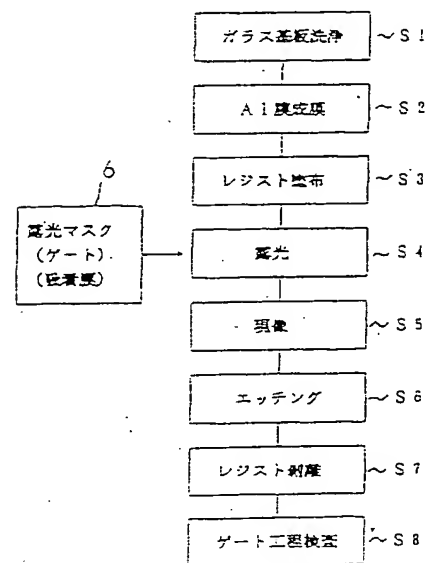 ガラス基板洗浄 ~S1
Al膜成膜 ~S2
レジスト塗布 ~S3
6
露光マスク
(ゲート)
(吸着膜)
露光 ~S4
現像 ~S5
エッチング ~S6
レジスト剥離 ~S7
ゲート工程検査 ~S8